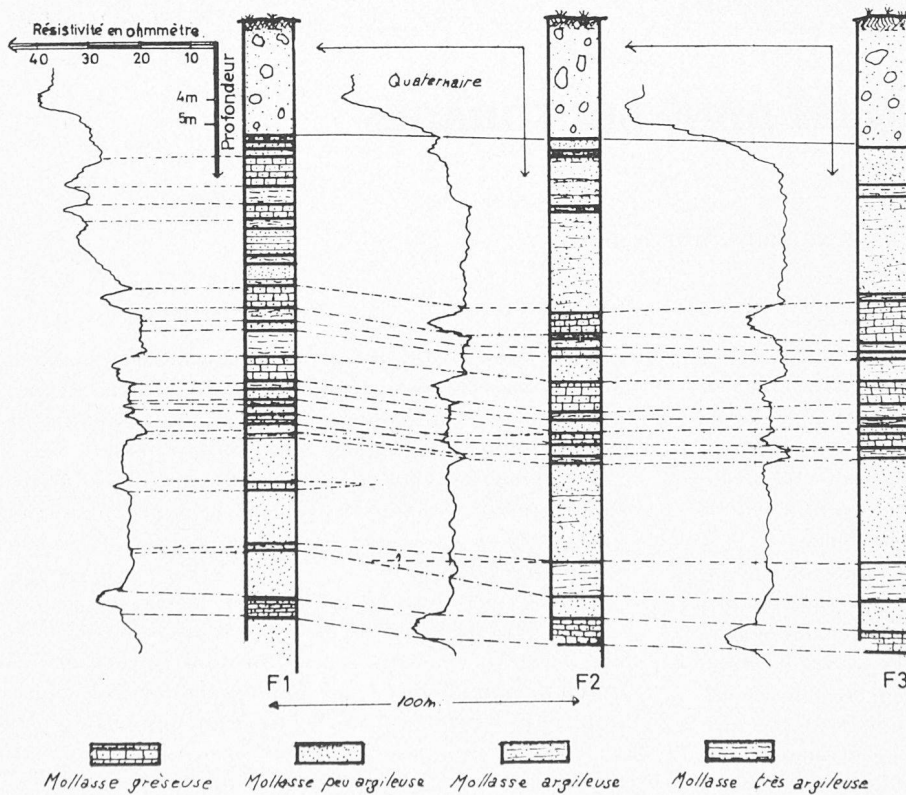 Résistivité en ohmmètre
40 30 20 10
Profondeur
4m
5m
Quaternaire
1
F1
F2
F3
100m.
Mollasse grèseuse
Mollasse peu argileuse
Mollasse argileuse
Mollasse très argileuse